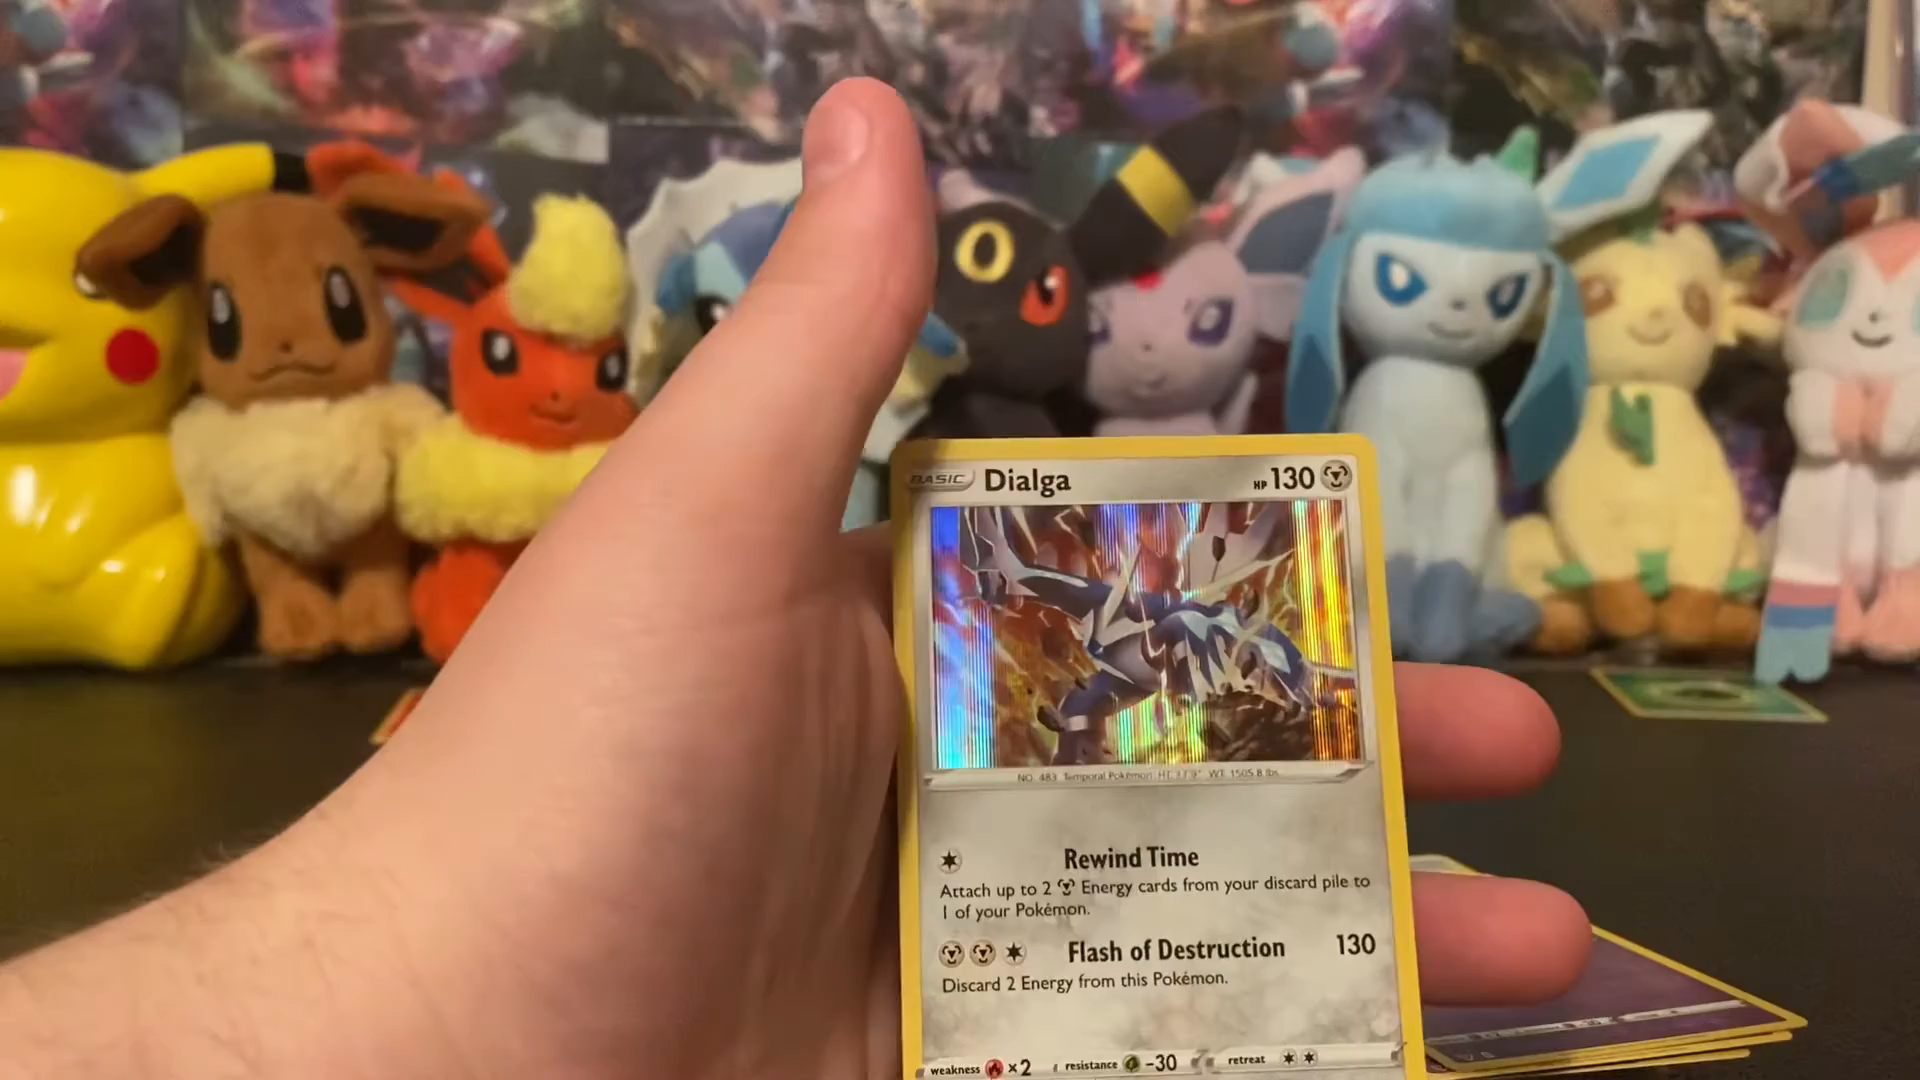 BASIC Dialga HP 130
NO. 483 Temporal Pokémon HT: 17'9" WT: 1505.8 lbs.
Rewind Time
Attach up to 2 Energy cards from your discard pile to
1 of your Pokémon.
Flash of Destruction 130
Discard 2 Energy from this Pokémon.
weakness ×2 resistance -30 retreat